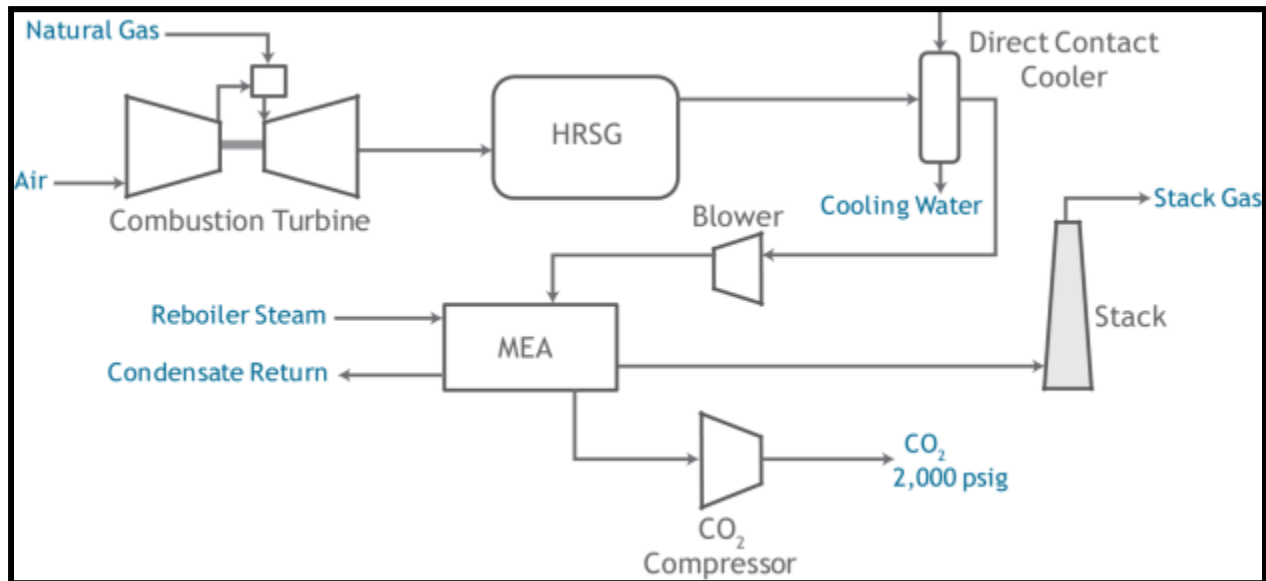 Natural Gas
Direct Contact
Cooler
HRSG
Air
Combustion Turbine
Cooling Water
Stack Gas
Blower
Reboiler Steam
Stack
MEA
Condensate Return
CO₂
2,000 psig
CO₂
Compressor